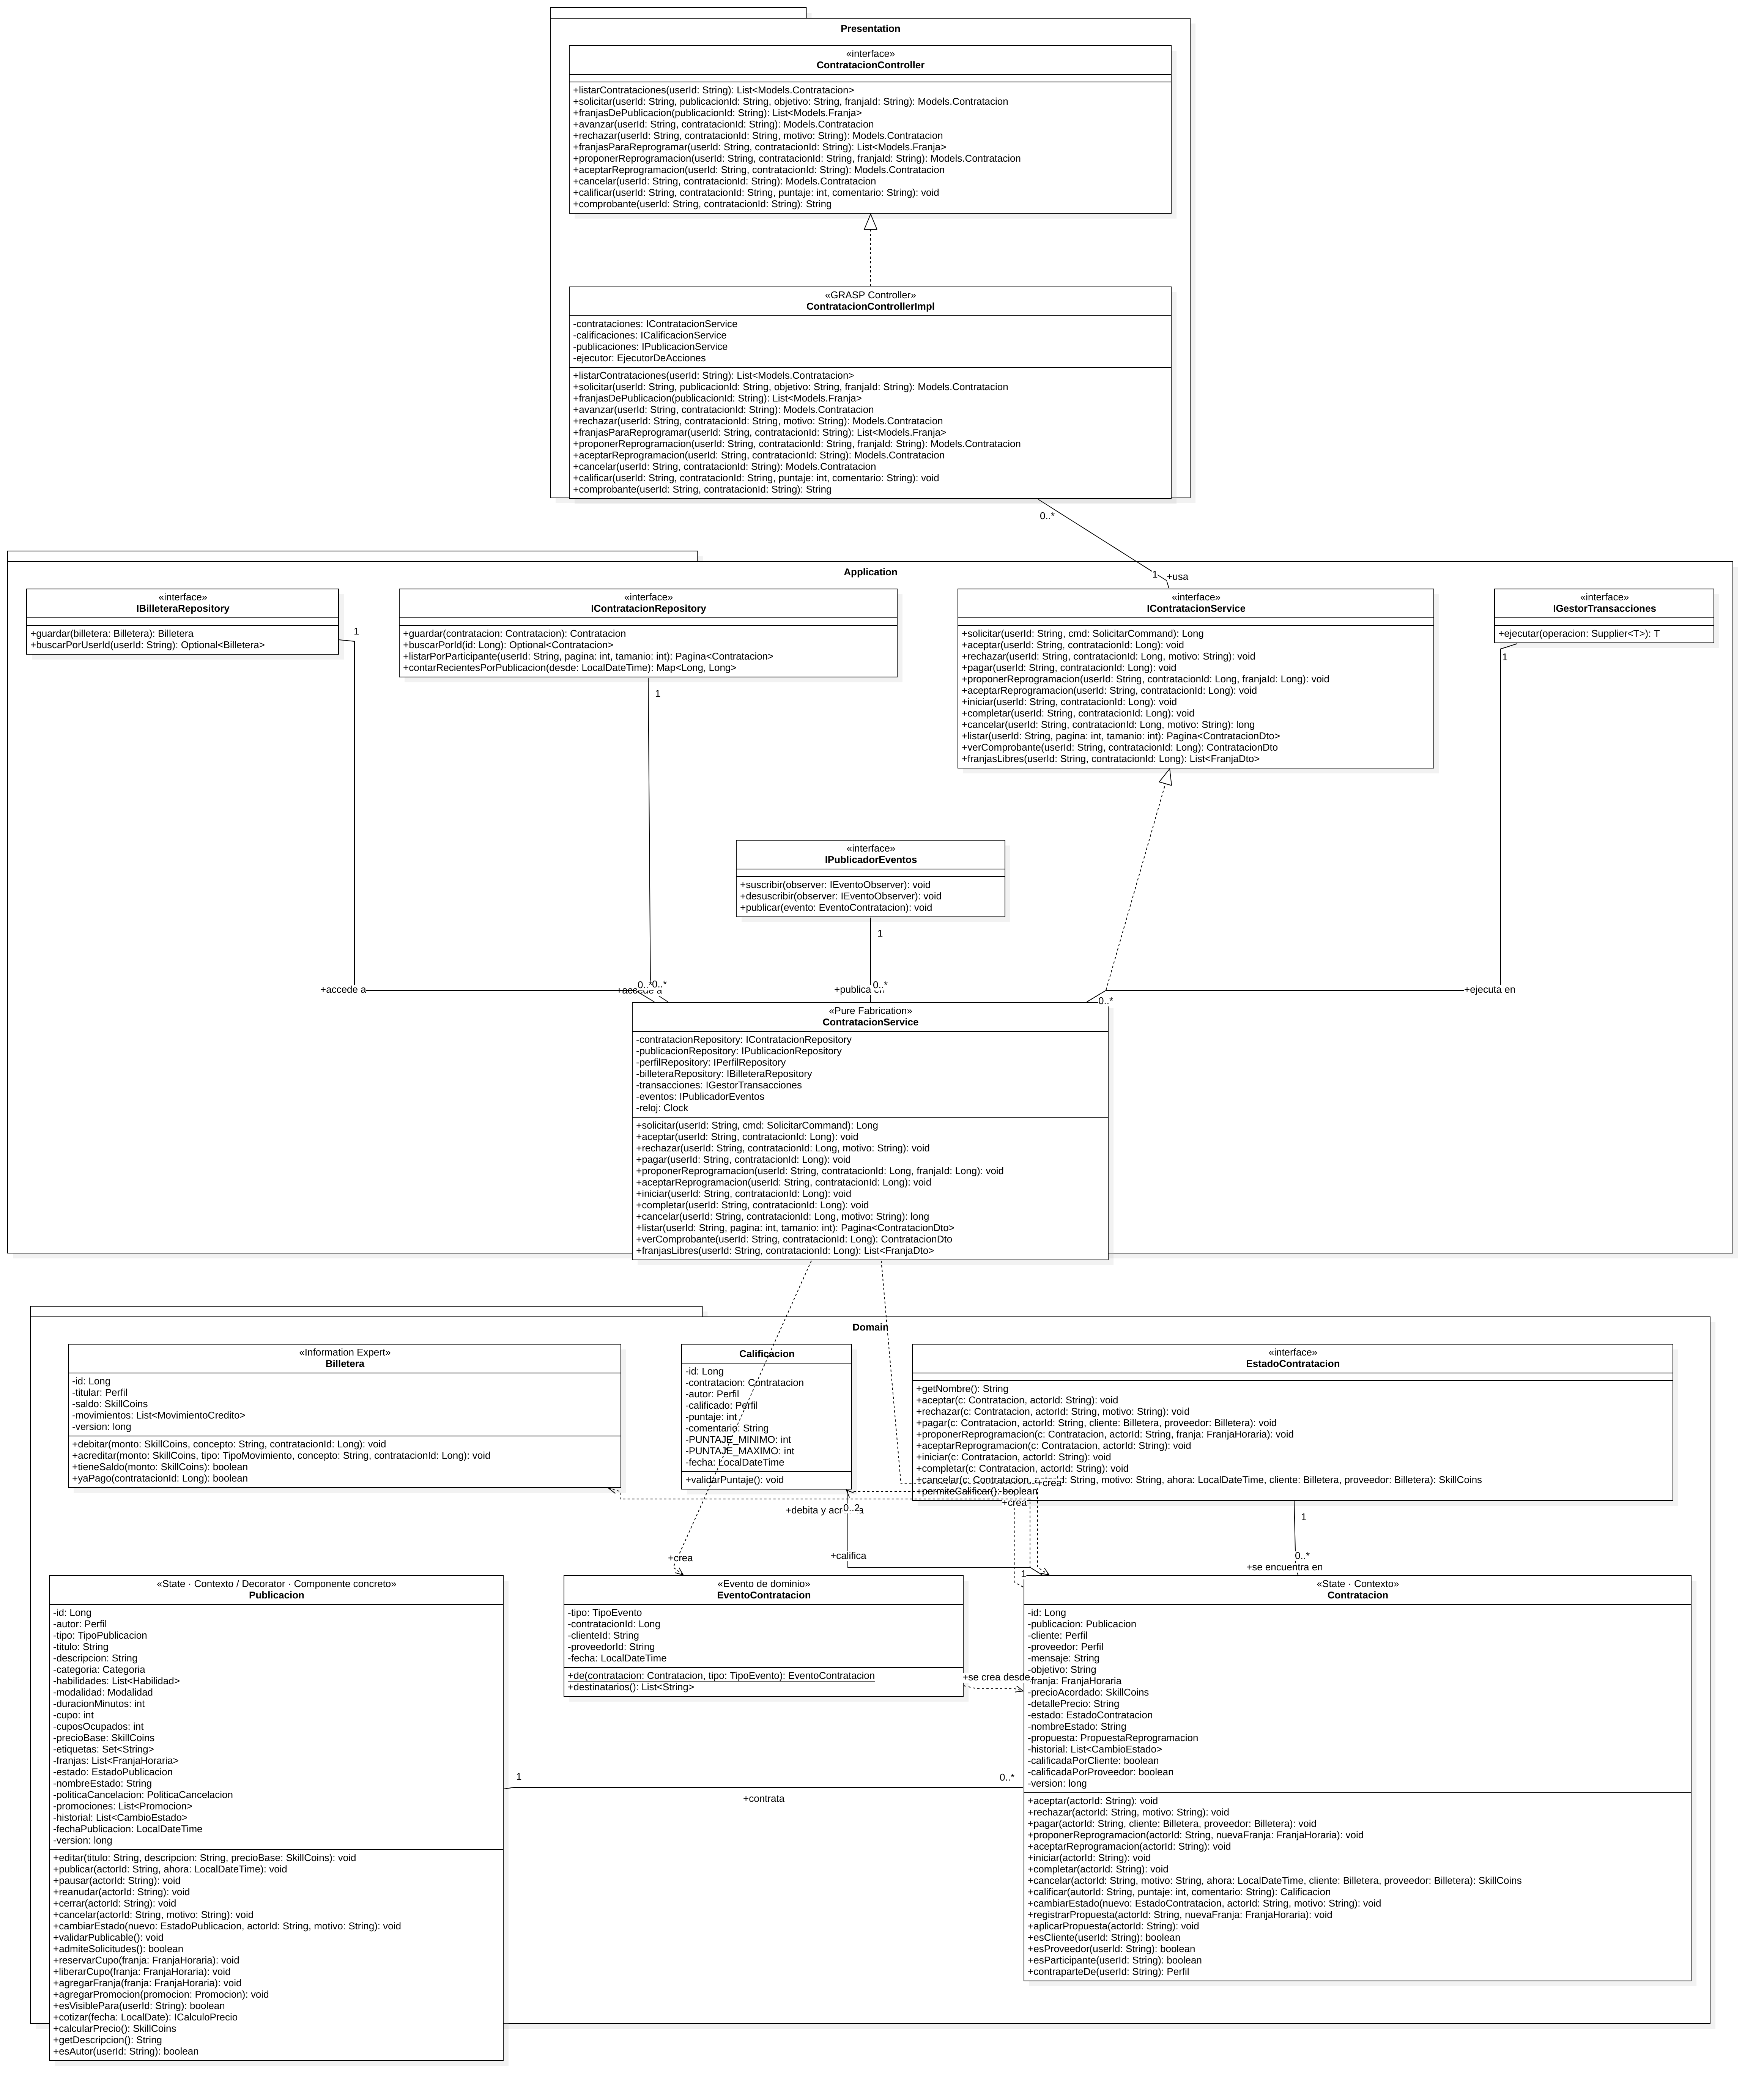 Presentation
«interface»
ContratacionController
+listarContrataciones(userId: String): List<Models.Contratacion>
+solicitar(userId: String, publicacionId: String, objetivo: String, franjaId: String): Models.Contratacion
+franjasDePublicacion(publicacionId: String): List<Models.Franja>
+avanzar(userId: String, contratacionId: String): Models.Contratacion
+rechazar(userId: String, contratacionId: String, motivo: String): Models.Contratacion
+franjasParaReprogramar(userId: String, contratacionId: String): List<Models.Franja>
+proponerReprogramacion(userId: String, contratacionId: String, franjaId: String): Models.Contratacion
+aceptarReprogramacion(userId: String, contratacionId: String): Models.Contratacion
+cancelar(userId: String, contratacionId: String): Models.Contratacion
+calificar(userId: String, contratacionId: String, puntaje: int, comentario: String): void
+comprobante(userId: String, contratacionId: String): String
«GRASP Controller»
ContratacionControllerImpl
-contrataciones: IContratacionService
-calificaciones: ICalificacionService
-publicaciones: IPublicacionService
-ejecutor: EjecutorDeAcciones
+listarContrataciones(userId: String): List<Models.Contratacion>
+solicitar(userId: String, publicacionId: String, objetivo: String, franjaId: String): Models.Contratacion
+franjasDePublicacion(publicacionId: String): List<Models.Franja>
+avanzar(userId: String, contratacionId: String): Models.Contratacion
+rechazar(userId: String, contratacionId: String, motivo: String): Models.Contratacion
+franjasParaReprogramar(userId: String, contratacionId: String): List<Models.Franja>
+proponerReprogramacion(userId: String, contratacionId: String, franjaId: String): Models.Contratacion
+aceptarReprogramacion(userId: String, contratacionId: String): Models.Contratacion
+cancelar(userId: String, contratacionId: String): Models.Contratacion
+calificar(userId: String, contratacionId: String, puntaje: int, comentario: String): void
+comprobante(userId: String, contratacionId: String): String
0..*
1
+usa
Application
«interface»
IBilleteraRepository
+guardar(billetera: Billetera): Billetera
+buscarPorUserId(userId: String): Optional<Billetera>
1
«interface»
IContratacionRepository
+guardar(contratacion: Contratacion): Contratacion
+buscarPorId(id: Long): Optional<Contratacion>
+listarPorParticipante(userId: String, pagina: int, tamanio: int): Pagina<Contratacion>
+contarRecientesPorPublicacion(desde: LocalDateTime): Map<Long, Long>
1
«interface»
IContratacionService
+solicitar(userId: String, cmd: SolicitarCommand): Long
+aceptar(userId: String, contratacionId: Long): void
+rechazar(userId: String, contratacionId: Long, motivo: String): void
+pagar(userId: String, contratacionId: Long): void
+proponerReprogramacion(userId: String, contratacionId: Long, franjaId: Long): void
+aceptarReprogramacion(userId: String, contratacionId: Long): void
+iniciar(userId: String, contratacionId: Long): void
+completar(userId: String, contratacionId: Long): void
+cancelar(userId: String, contratacionId: Long, motivo: String): long
+listar(userId: String, pagina: int, tamanio: int): Pagina<ContratacionDto>
+verComprobante(userId: String, contratacionId: Long): ContratacionDto
+franjasLibres(userId: String, contratacionId: Long): List<FranjaDto>
«interface»
IGestorTransacciones
+ejecutar(operacion: Supplier<T>): T
1
«interface»
IPublicadorEventos
+suscribir(observer: IEventoObserver): void
+desuscribir(observer: IEventoObserver): void
+publicar(evento: EventoContratacion): void
1
+accede a
0..*
0..*
+accede a
+publica en
0..*
+ejecuta en
0..*
«Pure Fabrication»
ContratacionService
-contratacionRepository: IContratacionRepository
-publicacionRepository: IPublicacionRepository
-perfilRepository: IPerfilRepository
-billeteraRepository: IBilleteraRepository
-transacciones: IGestorTransacciones
-eventos: IPublicadorEventos
-reloj: Clock
+solicitar(userId: String, cmd: SolicitarCommand): Long
+aceptar(userId: String, contratacionId: Long): void
+rechazar(userId: String, contratacionId: Long, motivo: String): void
+pagar(userId: String, contratacionId: Long): void
+proponerReprogramacion(userId: String, contratacionId: Long, franjaId: Long): void
+aceptarReprogramacion(userId: String, contratacionId: Long): void
+iniciar(userId: String, contratacionId: Long): void
+completar(userId: String, contratacionId: Long): void
+cancelar(userId: String, contratacionId: Long, motivo: String): long
+listar(userId: String, pagina: int, tamanio: int): Pagina<ContratacionDto>
+verComprobante(userId: String, contratacionId: Long): ContratacionDto
+franjasLibres(userId: String, contratacionId: Long): List<FranjaDto>
Domain
«Information Expert»
Billetera
-id: Long
-titular: Perfil
-saldo: SkillCoins
-movimientos: List<MovimientoCredito>
-version: long
+debitar(monto: SkillCoins, concepto: String, contratacionId: Long): void
+acreditar(monto: SkillCoins, tipo: TipoMovimiento, concepto: String, contratacionId: Long): void
+tieneSaldo(monto: SkillCoins): boolean
+yaPago(contratacionId: Long): boolean
Calificacion
-id: Long
-contratacion: Contratacion
-autor: Perfil
-calificado: Perfil
-puntaje: int
-comentario: String
-PUNTAJE_MINIMO: int
-PUNTAJE_MAXIMO: int
-fecha: LocalDateTime
+validarPuntaje(): void
«interface»
EstadoContratacion
+getNombre(): String
+aceptar(c: Contratacion, actorId: String): void
+rechazar(c: Contratacion, actorId: String, motivo: String): void
+pagar(c: Contratacion, actorId: String, cliente: Billetera, proveedor: Billetera): void
+proponerReprogramacion(c: Contratacion, actorId: String, franja: FranjaHoraria): void
+aceptarReprogramacion(c: Contratacion, actorId: String): void
+iniciar(c: Contratacion, actorId: String): void
+completar(c: Contratacion, actorId: String): void
+cancelar(c: Contratacion, actorId: String, motivo: String, ahora: LocalDateTime, cliente: Billetera, proveedor: Billetera): SkillCoins
+permiteCalificar(): boolean
+crea
+crea
+debita y acredita
0..2
1
+crea
+califica
0..*
+se encuentra en
1
«State · Contexto / Decorator · Componente concreto»
Publicacion
-id: Long
-autor: Perfil
-tipo: TipoPublicacion
-titulo: String
-descripcion: String
-categoria: Categoria
-habilidades: List<Habilidad>
-modalidad: Modalidad
-duracionMinutos: int
-cupo: int
-cuposOcupados: int
-precioBase: SkillCoins
-etiquetas: Set<String>
-franjas: List<FranjaHoraria>
-estado: EstadoPublicacion
-nombreEstado: String
-politicaCancelacion: PoliticaCancelacion
-promociones: List<Promocion>
-historial: List<CambioEstado>
-fechaPublicacion: LocalDateTime
-version: long
+editar(titulo: String, descripcion: String, precioBase: SkillCoins): void
+publicar(actorId: String, ahora: LocalDateTime): void
+pausar(actorId: String): void
+reanudar(actorId: String): void
+cerrar(actorId: String): void
+cancelar(actorId: String, motivo: String): void
+cambiarEstado(nuevo: EstadoPublicacion, actorId: String, motivo: String): void
+validarPublicable(): void
+admiteSolicitudes(): boolean
+reservarCupo(franja: FranjaHoraria): void
+liberarCupo(franja: FranjaHoraria): void
+agregarFranja(franja: FranjaHoraria): void
+agregarPromocion(promocion: Promocion): void
+esVisiblePara(userId: String): boolean
+cotizar(fecha: LocalDate): ICalculoPrecio
+calcularPrecio(): SkillCoins
+getDescripcion(): String
+esAutor(userId: String): boolean
«Evento de dominio»
EventoContratacion
-tipo: TipoEvento
-contratacionId: Long
-clienteId: String
-proveedorId: String
-fecha: LocalDateTime
+de(contratacion: Contratacion, tipo: TipoEvento): EventoContratacion
+destinatarios(): List<String>
+se crea desde
1
0..*
+contrata
«State · Contexto»
Contratacion
-id: Long
-publicacion: Publicacion
-cliente: Perfil
-proveedor: Perfil
-mensaje: String
-objetivo: String
-franja: FranjaHoraria
-precioAcordado: SkillCoins
-detallePrecio: String
-estado: EstadoContratacion
-nombreEstado: String
-propuesta: PropuestaReprogramacion
-historial: List<CambioEstado>
-calificadaPorCliente: boolean
-calificadaPorProveedor: boolean
-version: long
+aceptar(actorId: String): void
+rechazar(actorId: String, motivo: String): void
+pagar(actorId: String, cliente: Billetera, proveedor: Billetera): void
+proponerReprogramacion(actorId: String, nuevaFranja: FranjaHoraria): void
+aceptarReprogramacion(actorId: String): void
+iniciar(actorId: String): void
+completar(actorId: String): void
+cancelar(actorId: String, motivo: String, ahora: LocalDateTime, cliente: Billetera, proveedor: Billetera): SkillCoins
+calificar(autorId: String, puntaje: int, comentario: String): Calificacion
+cambiarEstado(nuevo: EstadoContratacion, actorId: String, motivo: String): void
+registrarPropuesta(actorId: String, nuevaFranja: FranjaHoraria): void
+aplicarPropuesta(actorId: String): void
+esCliente(userId: String): boolean
+esProveedor(userId: String): boolean
+esParticipante(userId: String): boolean
+contraparteDe(userId: String): Perfil
1